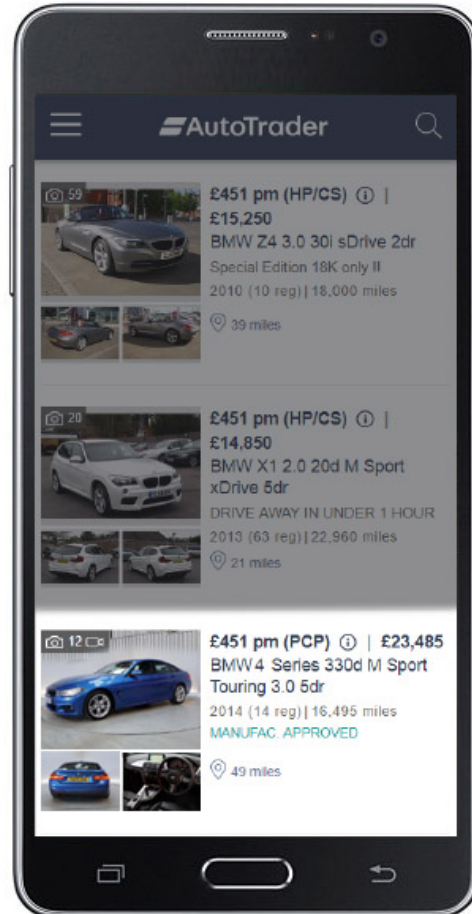 AutoTrader
59
£451 pm (HP/CS) |
£15,250
BMW Z4 3.0 30i sDrive 2dr
Special Edition 18K only !!
2010 (10 reg) | 18,000 miles
39 miles
20
£451 pm (HP/CS) |
£14,850
BMW X1 2.0 20d M Sport
xDrive 5dr
DRIVE AWAY IN UNDER 1 HOUR
2013 (63 reg) | 22,960 miles
21 miles
12
£451 pm (PCP) | £23,485
BMW 4 Series 330d M Sport
Touring 3.0 5dr
2014 (14 reg) | 16,495 miles
MANUFAC. APPROVED
49 miles